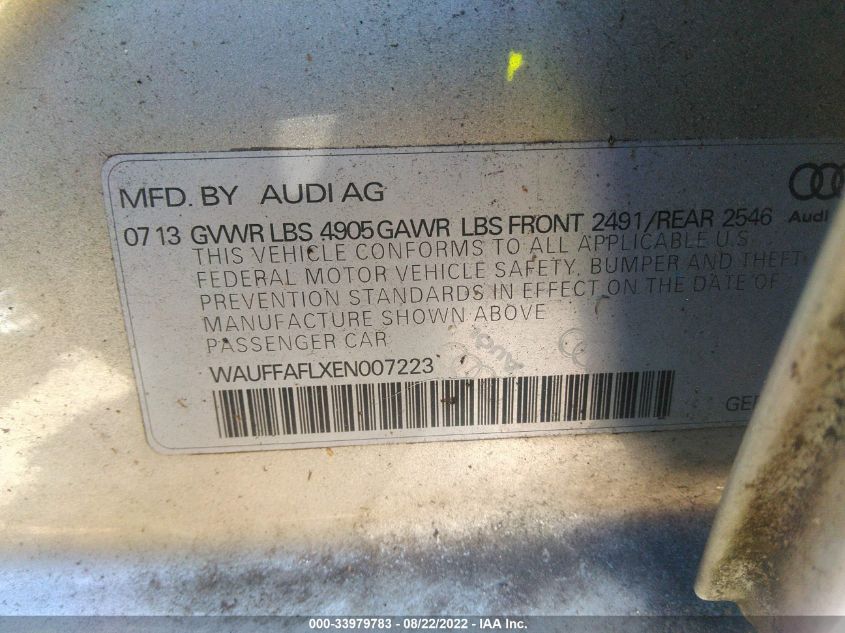 MFD. BY AUDI AG
07 13 GVWR LBS 4905 GAWR LBS FRONT 2491/REAR 2546
Audi
THIS VEHICLE CONFORMS TO ALL APPLICABLE U.S
FEDERAL MOTOR VEHICLE SAFETY, BUMPER AND THEFT
PREVENTION STANDARDS IN EFFECT ON THE DATE OF
MANUFACTURE SHOWN ABOVE
PASSENGER CAR
AUDI
WAUFFAFLXEN007223
GE
000-33979783 - 08/22/2022 - IAA Inc.